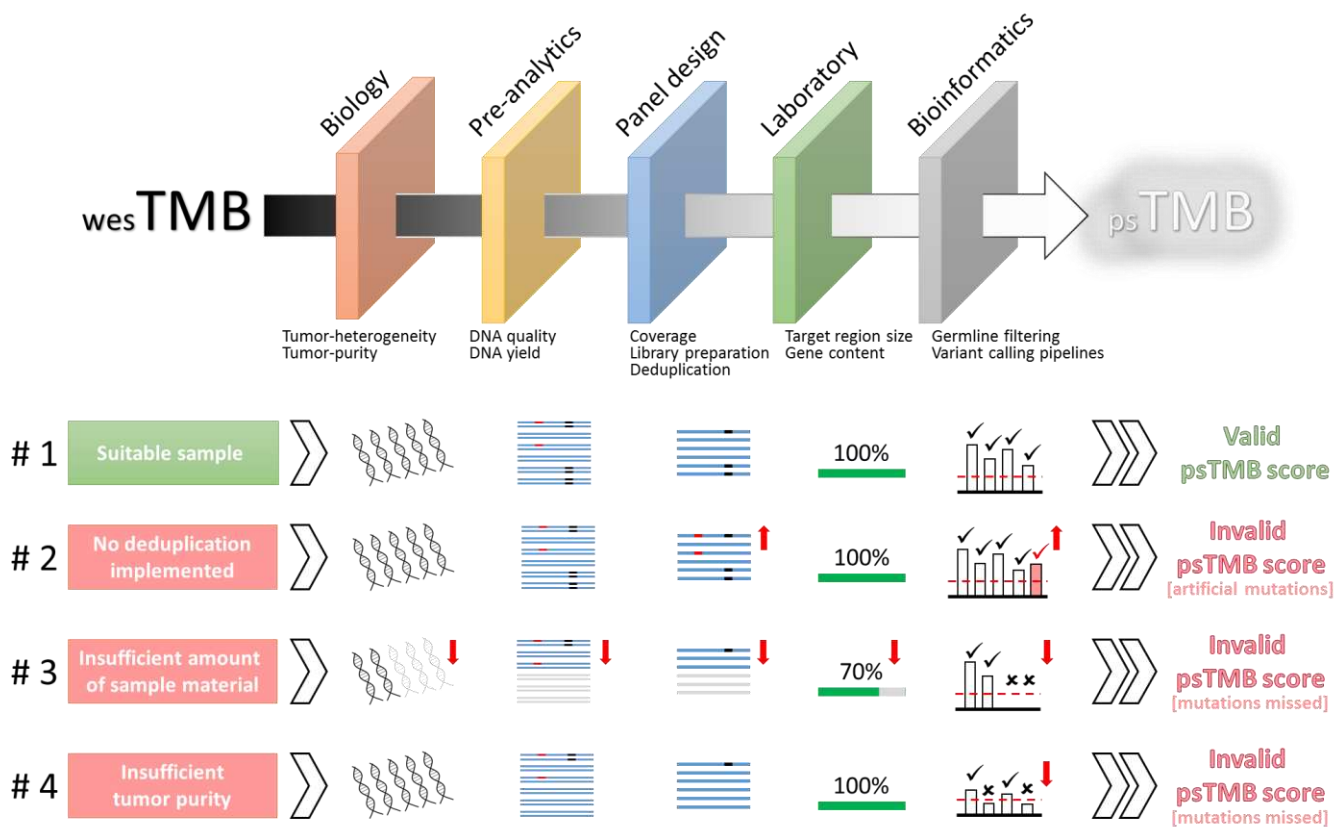 Biology
Pre-analytics
Panel design
Laboratory
Bioinformatics
wesTMB
psTMB
Tumor-heterogeneity
Tumor-purity
DNA quality
DNA yield
Coverage
Library preparation
Deduplication
Target region size
Gene content
Germline filtering
Variant calling pipelines
# 1
Suitable sample
100%
Valid
psTMB score
# 2
No deduplication
implemented
100%
Invalid
psTMB score
[artificial mutations]
# 3
Insufficient amount
of sample material
70%
Invalid
psTMB score
[mutations missed]
# 4
Insufficient
tumor purity
100%
Invalid
psTMB score
[mutations missed]